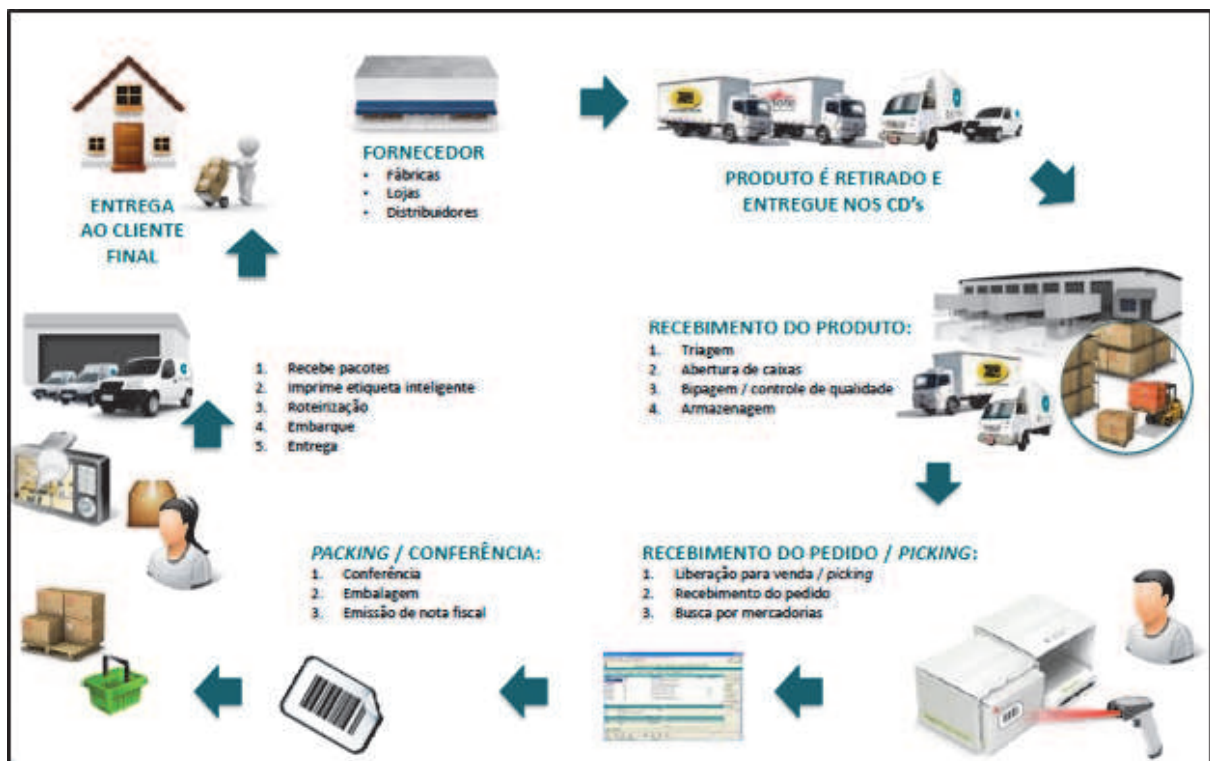 FORNECEDOR
• Fábricas
• Lojas
• Distribuidores
PRODUTO É RETIRADO E
ENTREGUE NOS CD's
RECEBIMENTO DO PRODUTO:
1. Triagem
2. Abertura de caixas
3. Bipagem / controle de qualidade
4. Armazenagem
RECEBIMENTO DO PEDIDO / PICKING:
1. Liberação para venda / picking
2. Recebimento do pedido
3. Busca por mercadorias
PACKING / CONFERÊNCIA:
1. Conferência
2. Embalagem
3. Emissão de nota fiscal
1. Recebe pacotes
2. Imprime etiqueta inteligente
3. Roteirização
4. Embarque
5. Entrega
ENTREGA
AO CLIENTE
FINAL